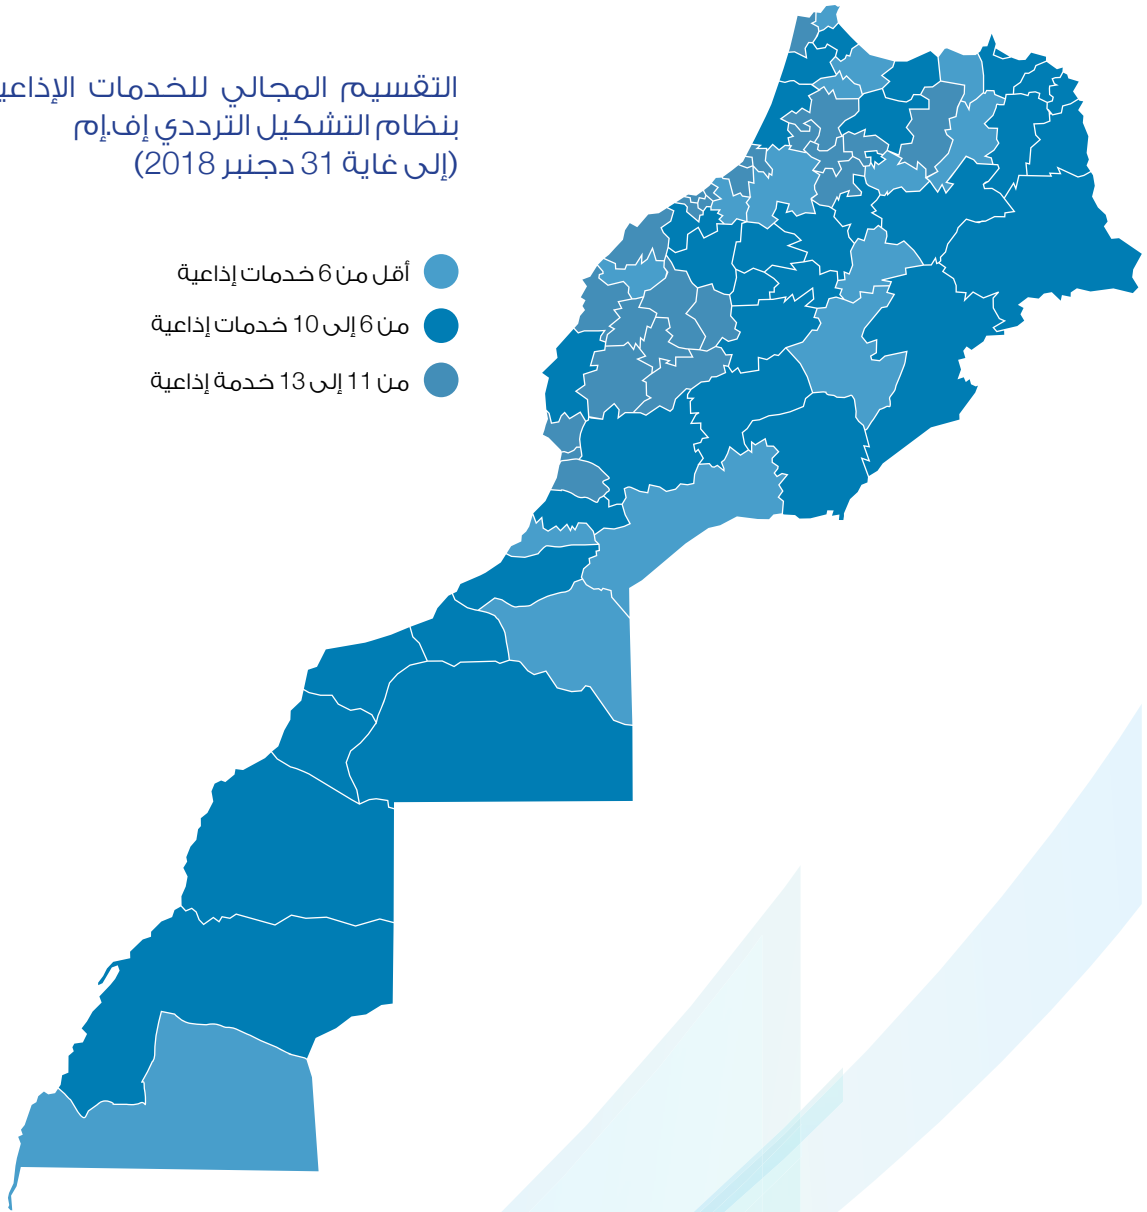 التقسيم المجالي للخدمات الإذاعية
بنظام التشكيل الترددي إف.إم
(إلى غاية 31 دجنبر 2018)
أقل من 6 خدمات إذاعية
من 6 إلى 10 خدمات إذاعية
من 11 إلى 13 خدمة إذاعية